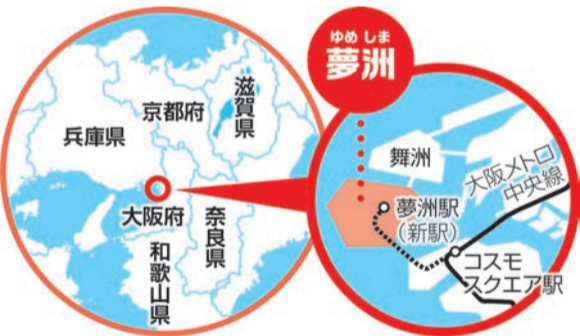 ゆめ しま
夢洲
滋賀県
京都府
兵庫県
大阪府
奈良県
和歌山県
舞洲
大阪メトロ
中央線
夢洲駅
(新駅)
コスモ
スクエア駅